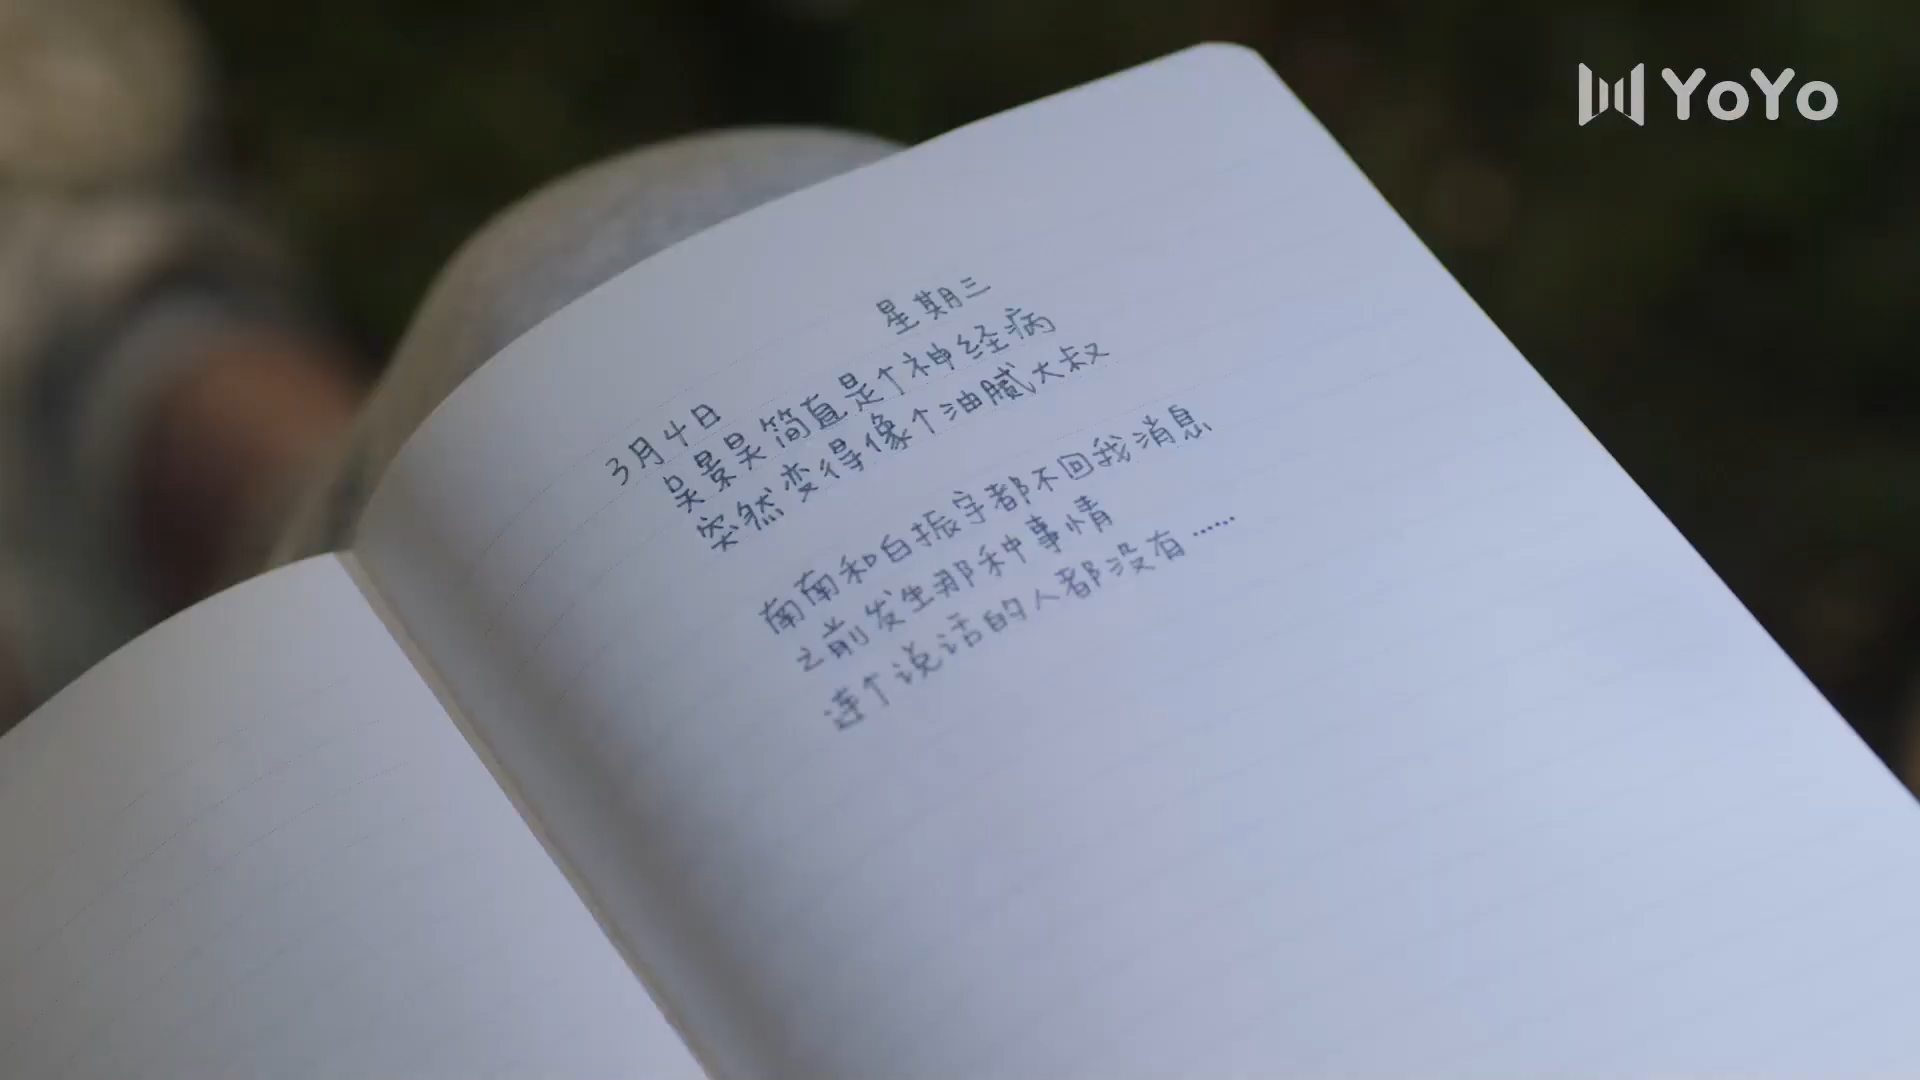 YoYo
3月4日 星期三
吴景昊简直是个神经病
突然变得像个油腻大叔
南南和白振宇都不回我消息
之前发生那种事情
连个说话的人都没有……